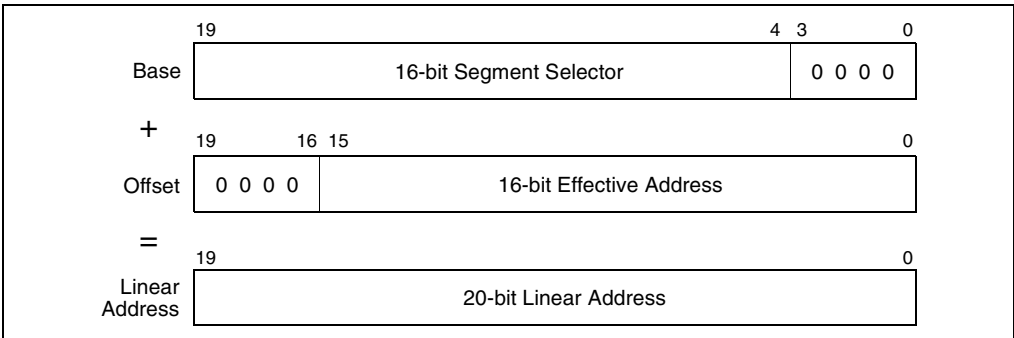 19 4 3 0
Base 16-bit Segment Selector 0 0 0 0
+
19 16 15 0
Offset 0 0 0 0 16-bit Effective Address
=
19 0
Linear
Address 20-bit Linear Address